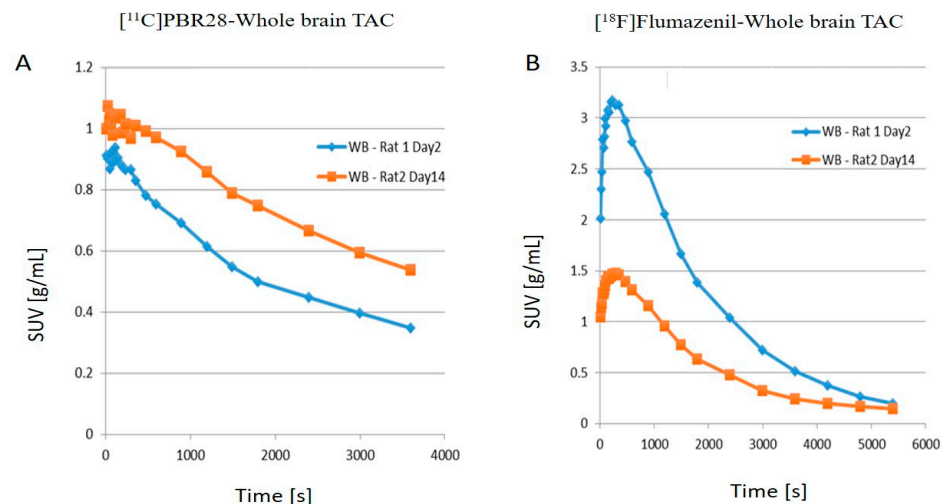 [¹¹C]PBR28-Whole brain TAC
[¹⁸F]Flumazenil-Whole brain TAC
A
1.2
1
0.8
0.6
0.4
0.2
0
SUV [g/mL]
WB - Rat 1 Day2
WB - Rat2 Day14
0
1000
2000
3000
4000
Time [s]
B
3.5
3
2.5
2
1.5
1
0.5
0
SUV [g/mL]
WB - Rat 1 Day2
WB - Rat2 Day14
0
1000
2000
3000
4000
5000
6000
Time [s]